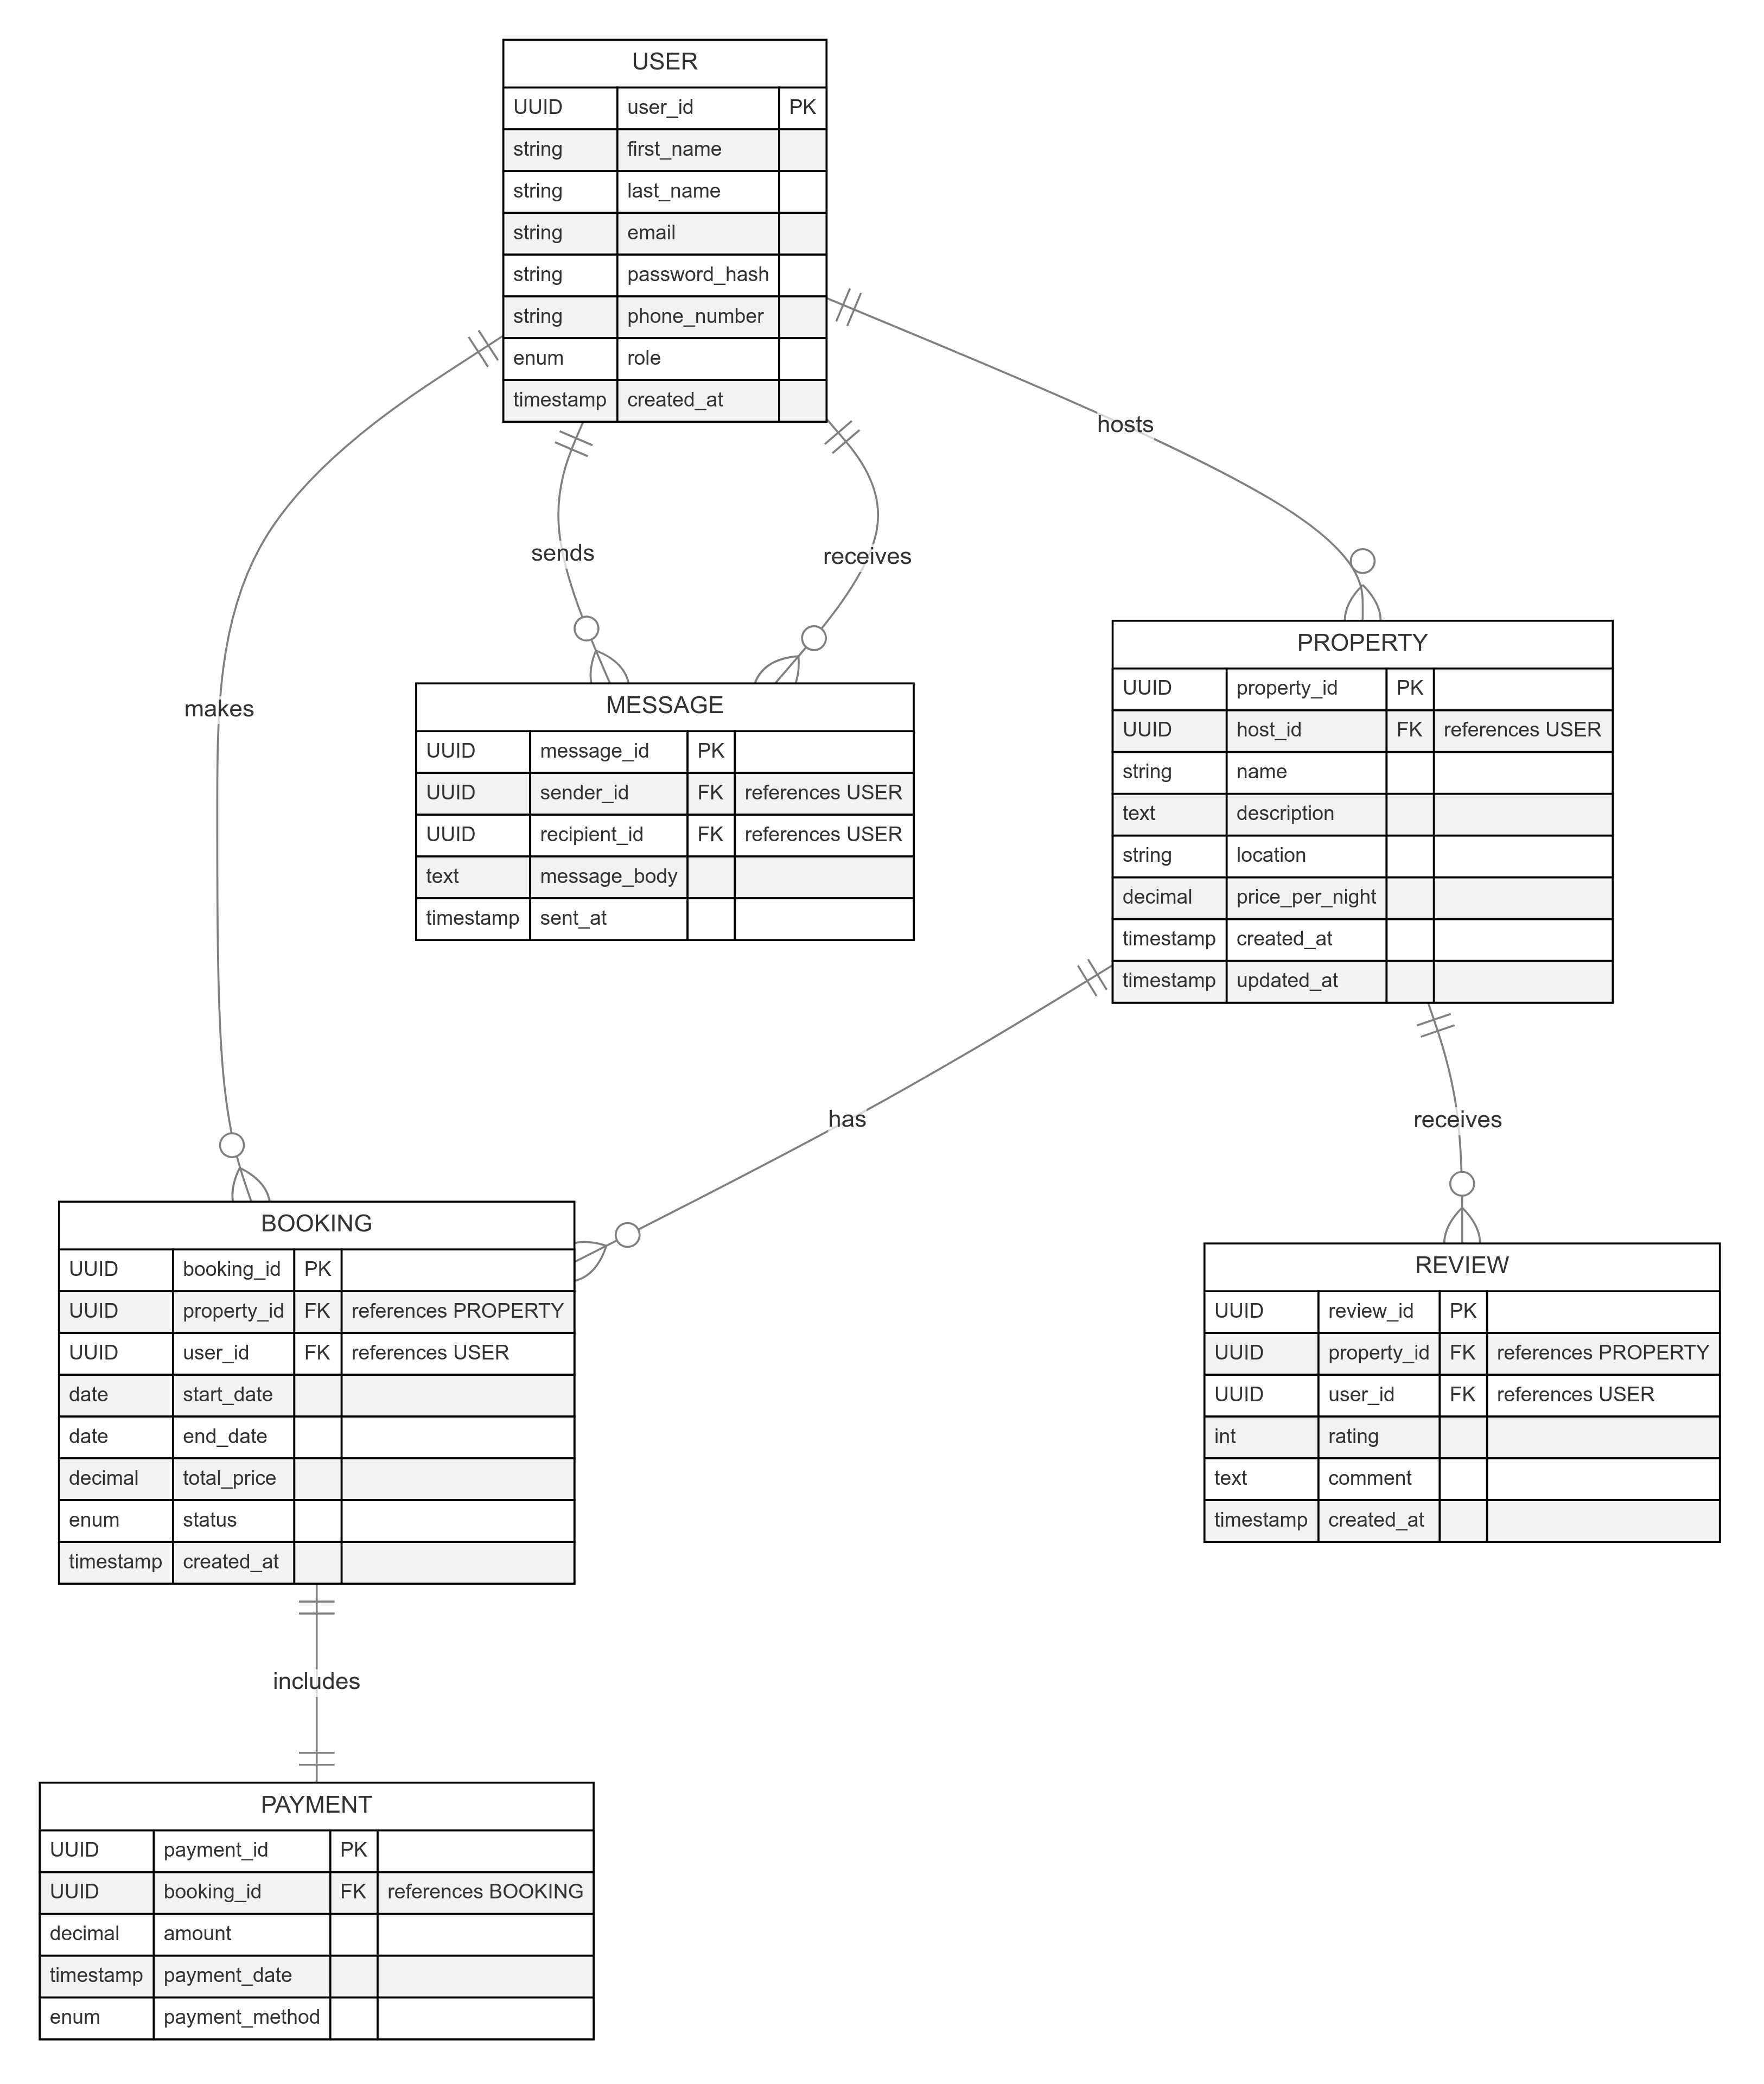 USER
UUID user_id PK
string first_name
string last_name
string email
string password_hash
string phone_number
enum role
timestamp created_at
hosts
sends
receives
makes
MESSAGE
UUID message_id PK
UUID sender_id FK references USER
UUID recipient_id FK references USER
text message_body
timestamp sent_at
PROPERTY
UUID property_id PK
UUID host_id FK references USER
string name
text description
string location
decimal price_per_night
timestamp created_at
timestamp updated_at
has
receives
BOOKING
UUID booking_id PK
UUID property_id FK references PROPERTY
UUID user_id FK references USER
date start_date
date end_date
decimal total_price
enum status
timestamp created_at
REVIEW
UUID review_id PK
UUID property_id FK references PROPERTY
UUID user_id FK references USER
int rating
text comment
timestamp created_at
includes
PAYMENT
UUID payment_id PK
UUID booking_id FK references BOOKING
decimal amount
timestamp payment_date
enum payment_method